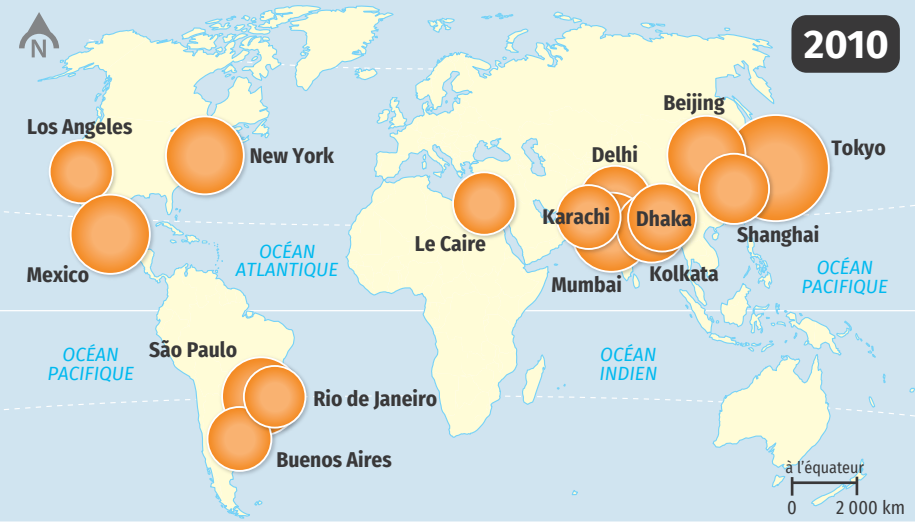 N
2010
Los Angeles
New York
Mexico
OCÉAN
ATLANTIQUE
Le Caire
Beijing
Tokyo
Delhi
Karachi
Dhaka
Shanghai
Mumbai
Kolkata
OCÉAN
PACIFIQUE
OCÉAN
PACIFIQUE
São Paulo
Rio de Janeiro
Buenos Aires
OCÉAN
INDIEN
à l'équateur
0 2 000 km